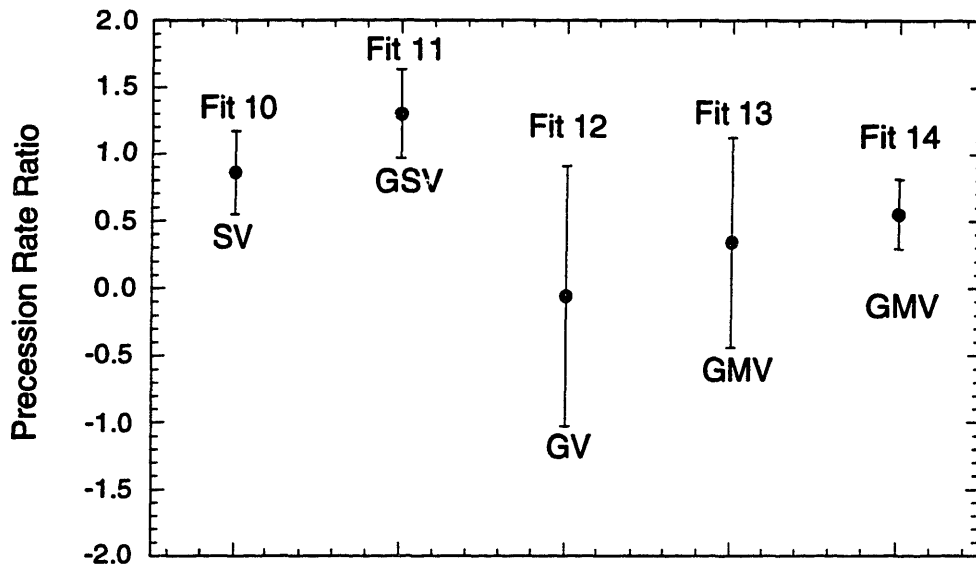 2.0
1.5
1.0
0.5
0.0
-0.5
-1.0
-1.5
-2.0
Precession Rate Ratio
Fit 10
SV
Fit 11
GSV
Fit 12
GV
Fit 13
GMV
Fit 14
GMV